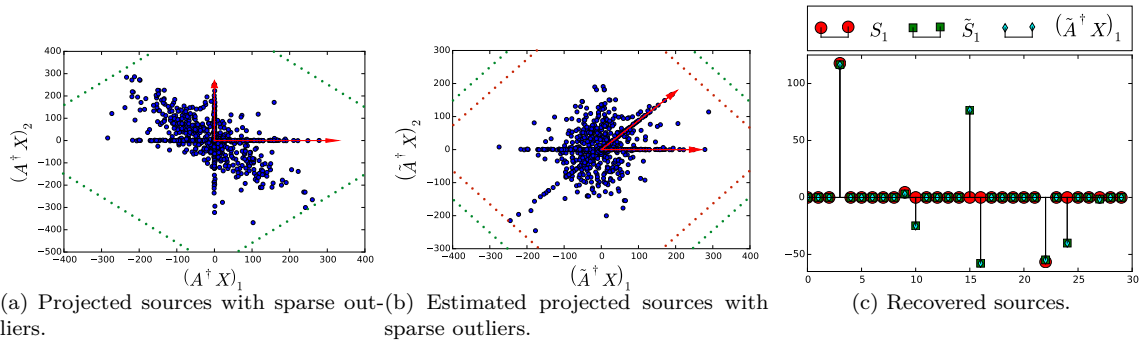 400
300
200
100
0
−100
−200
−300
−400
−500
−400 −300 −200 −100 0 100 200 300 400
(A† X)₂
(A† X)₁
300
200
100
0
−100
−200
−300
−400 −300 −200 −100 0 100 200 300 400
(Ã† X)₂
(Ã† X)₁
S₁ S̃₁ (Ã† X)₁
100
50
0
−50
0 5 10 15 20 25 30
(a) Projected sources with sparse out-
liers.
(b) Estimated projected sources with
sparse outliers.
(c) Recovered sources.